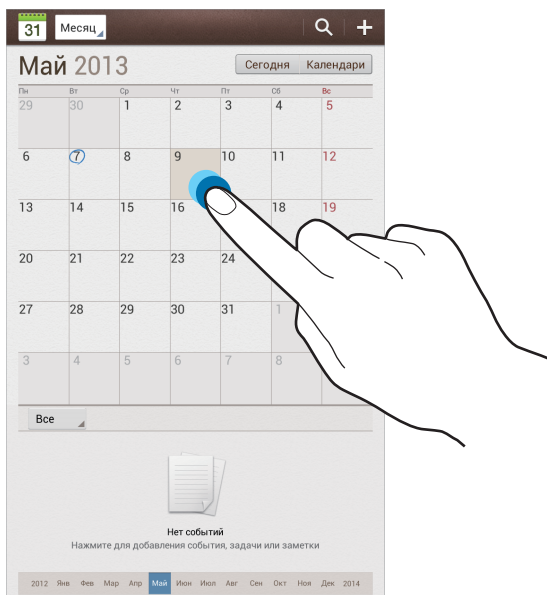 31 Месяц
Май 2013 Сегодня Календари
Пн Вт Ср Чт Пт Сб Вс
29 30 1 2 3 4 5
6 7 8 9 10 11 12
13 14 15 16 18 19
20 21 22 23 24
27 28 29 30 31 1
3 4 5 6 7 8
Все
Нет событий
Нажмите для добавления события, задачи или заметки
2012 Янв Фев Мар Апр Май Июн Июл Авг Сен Окт Ноя Дек 2014